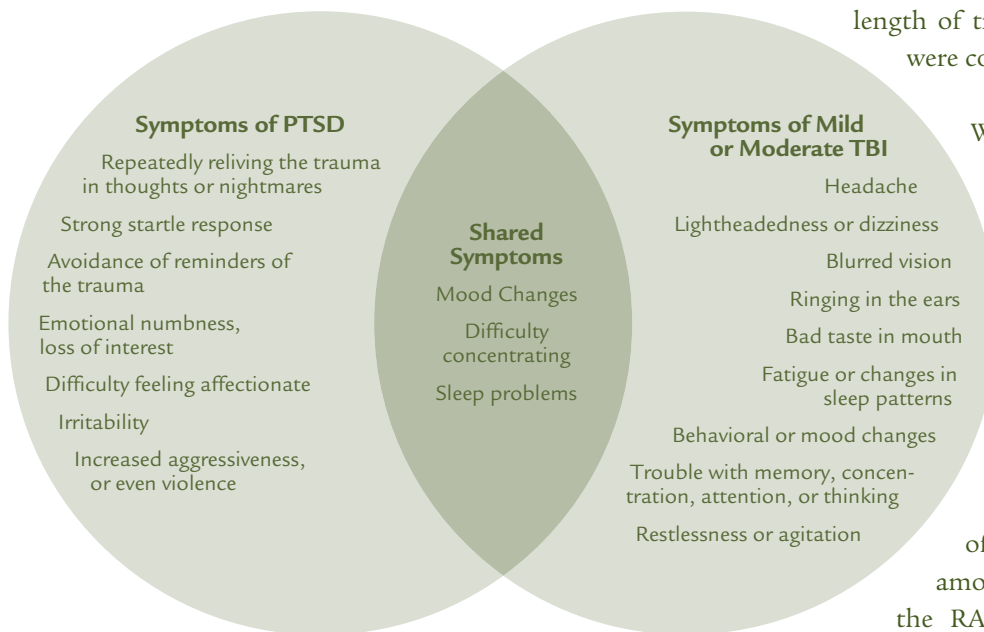 length of
were
W
Symptoms of PTSD
Repeatedly reliving the trauma
in thoughts or nightmares
Strong startle response
Avoidance of reminders of
the trauma
Emotional numbness,
loss of interest
Difficulty feeling affectionate
Irritability
Increased aggressiveness,
or even violence
Shared
Symptoms
Mood Changes
Difficulty
concentrating
Sleep problems
Symptoms of Mild
or Moderate TBI
Headache
Lightheadedness or dizziness
Blurred vision
Ringing in the ears
Bad taste in mouth
Fatigue or changes in
sleep patterns
Behavioral or mood changes
Trouble with memory, concen-
tration, attention, or thinking
Restlessness or agitation
of
amo
the RA